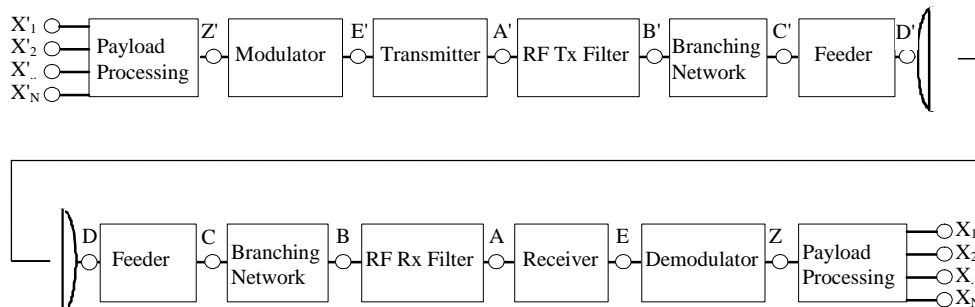 X'1
X'2
X'..
X'N
Payload
Processing
Z'
Modulator
E'
Transmitter
A'
RF Tx Filter
B'
Branching
Network
C'
Feeder
D'
D
Feeder
C
Branching
Network
B
RF Rx Filter
A
Receiver
E
Demodulator
Z
Payload
Processing
X1
X2
X..
XN